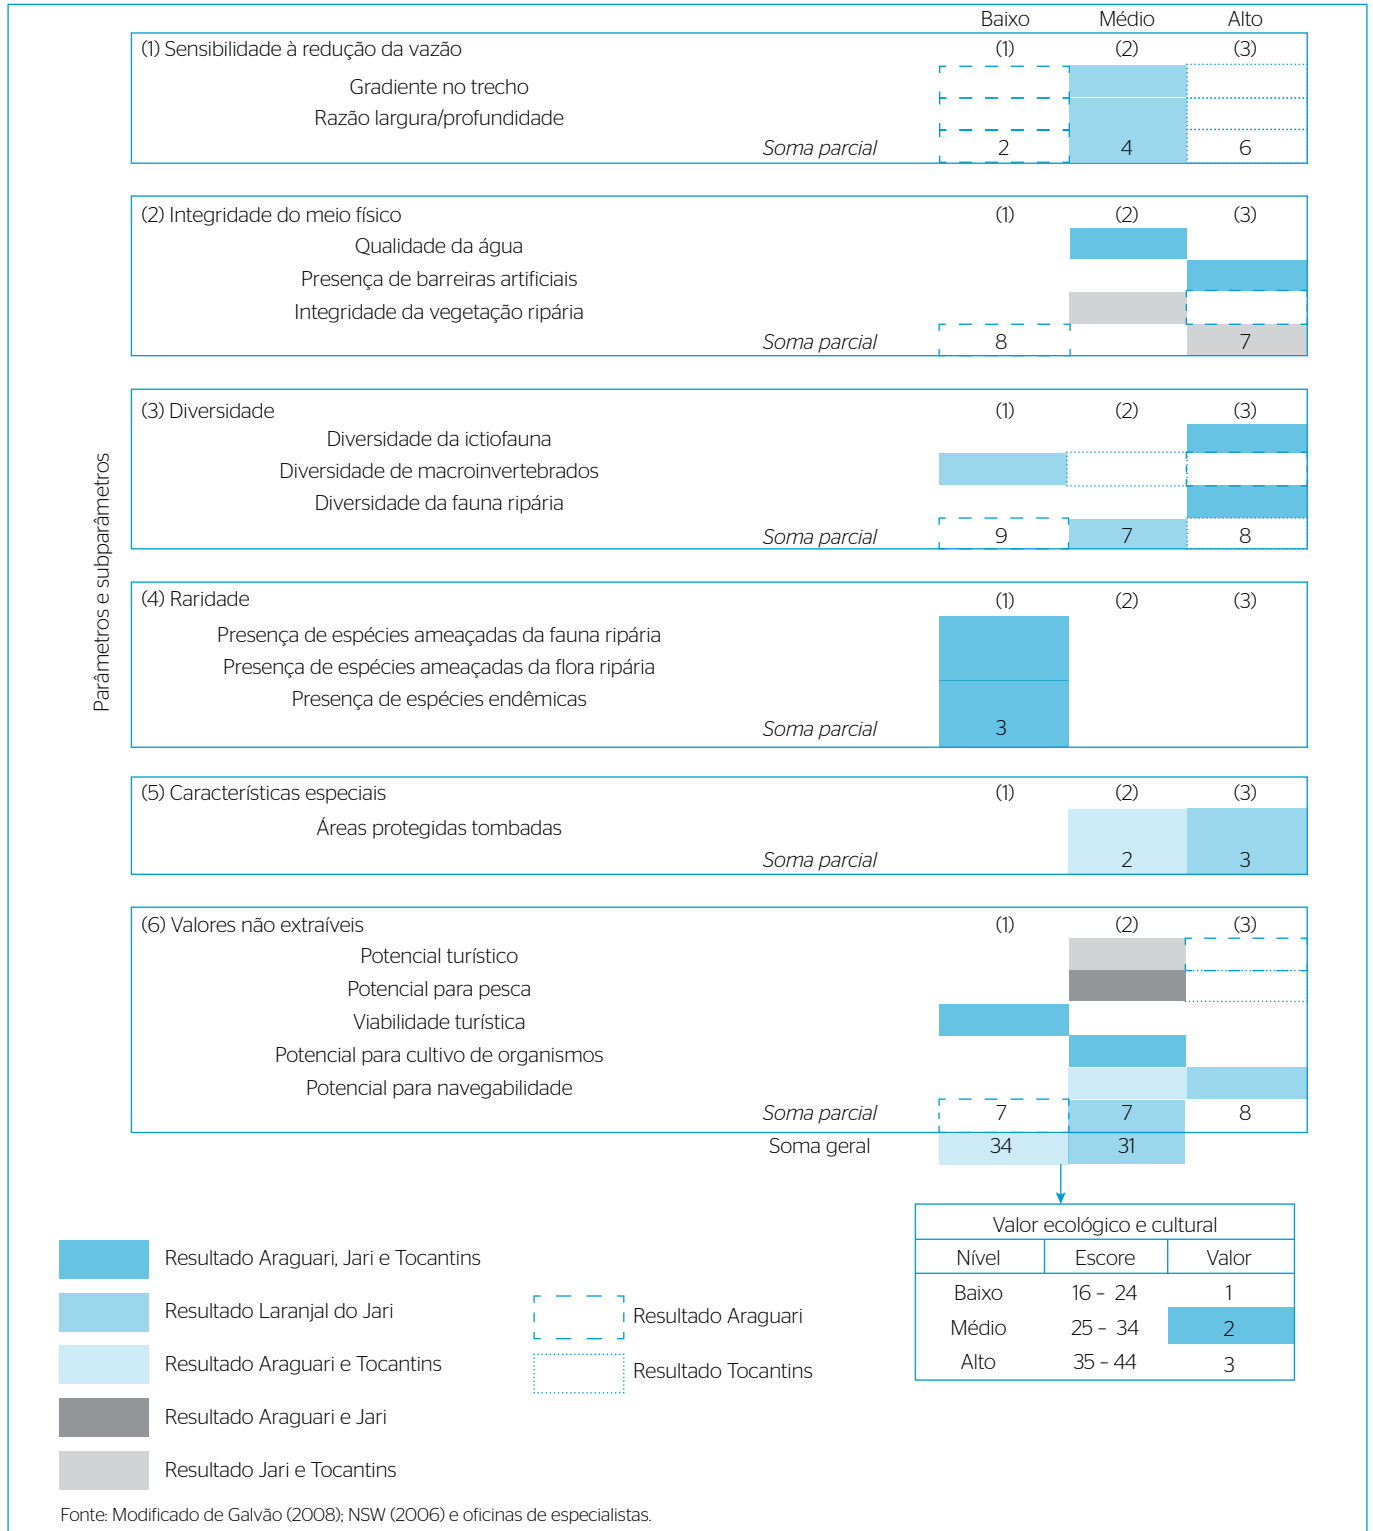 Baixo Médio Alto
(1) Sensibilidade à redução da vazão (1) (2) (3)
Gradiente no trecho
Razão largura/profundidade
Soma parcial 2 4 6
(2) Integridade do meio físico (1) (2) (3)
Qualidade da água
Presença de barreiras artificiais
Integridade da vegetação ripária
Soma parcial 8 7
(3) Diversidade (1) (2) (3)
Diversidade da ictiofauna
Diversidade de macroinvertebrados
Diversidade da fauna ripária
Soma parcial 9 7 8
Parâmetros e subparâmetros
(4) Raridade (1) (2) (3)
Presença de espécies ameaçadas da fauna ripária
Presença de espécies ameaçadas da flora ripária
Presença de espécies endêmicas
Soma parcial 3
(5) Características especiais (1) (2) (3)
Áreas protegidas tombadas
Soma parcial 2 3
(6) Valores não extraíveis (1) (2) (3)
Potencial turístico
Potencial para pesca
Viabilidade turística
Potencial para cultivo de organismos
Potencial para navegabilidade
Soma parcial 7 7 8
Soma geral 34 31
Valor ecológico e cultural
Nível Escore Valor
Baixo 16 - 24 1
Médio 25 - 34 2
Alto 35 - 44 3
Resultado Araguari, Jari e Tocantins
Resultado Laranjal do Jari
Resultado Araguari e Tocantins
Resultado Araguari e Jari
Resultado Jari e Tocantins
Resultado Araguari
Resultado Tocantins
Fonte: Modificado de Galvão (2008); NSW (2006) e oficinas de especialistas.